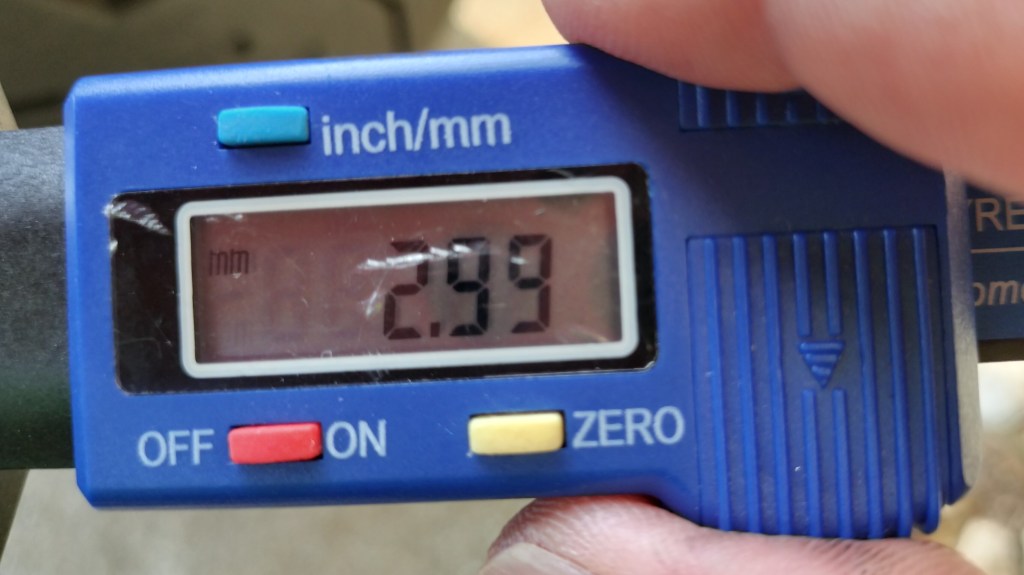 inch/mm
mm
2.99
OFF ON ZERO